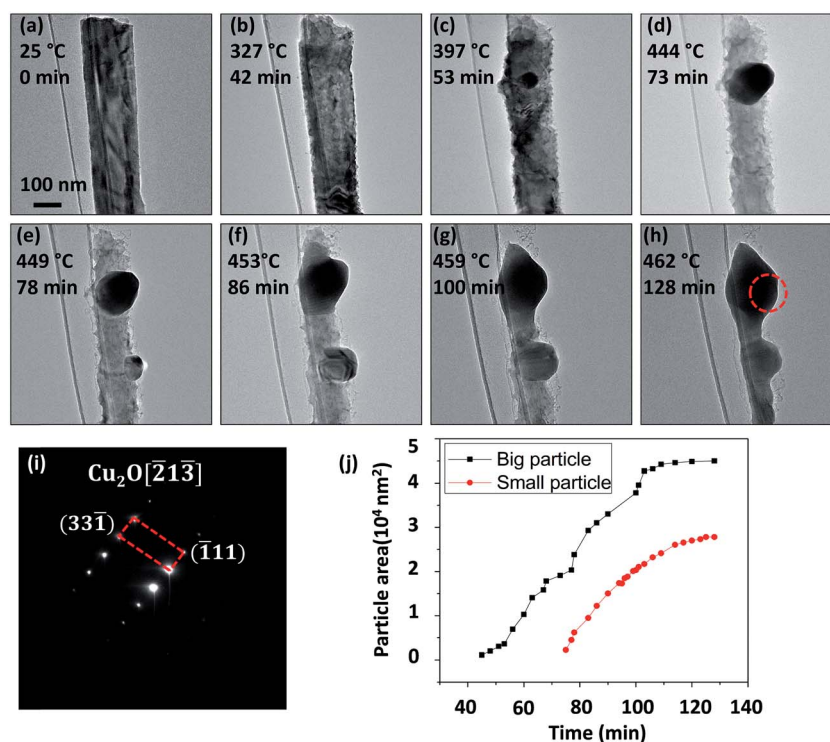 (a)
25 °C
0 min
100 nm
(b)
327 °C
42 min
(c)
397 °C
53 min
(d)
444 °C
73 min
(e)
449 °C
78 min
(f)
453°C
86 min
(g)
459 °C
100 min
(h)
462 °C
128 min
(i)
Cu₂O[2̅13̅]
(331̅)
(1̅11)
(j)
Big particle
Small particle
Particle area(10⁴ nm²)
5
4
3
2
1
0
40 60 80 100 120 140
Time (min)